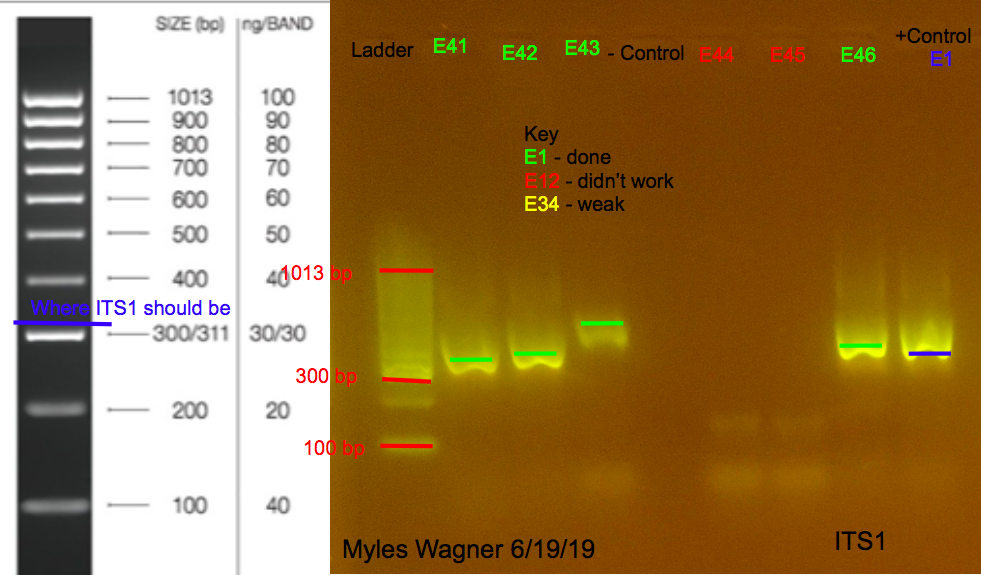 SIZE (bp) ng/BAND
1013 100
900 90
800 80
700 70
600 60
500 50
400 40
Where ITS1 should be
300/311 30/30
200 20
100 40
Ladder E41 E42 E43 - Control E44 E45 E46 +Control
E1
Key
E1 - done
E12 - didn't work
E34 - weak
1013 bp
300 bp
100 bp
Myles Wagner 6/19/19
ITS1